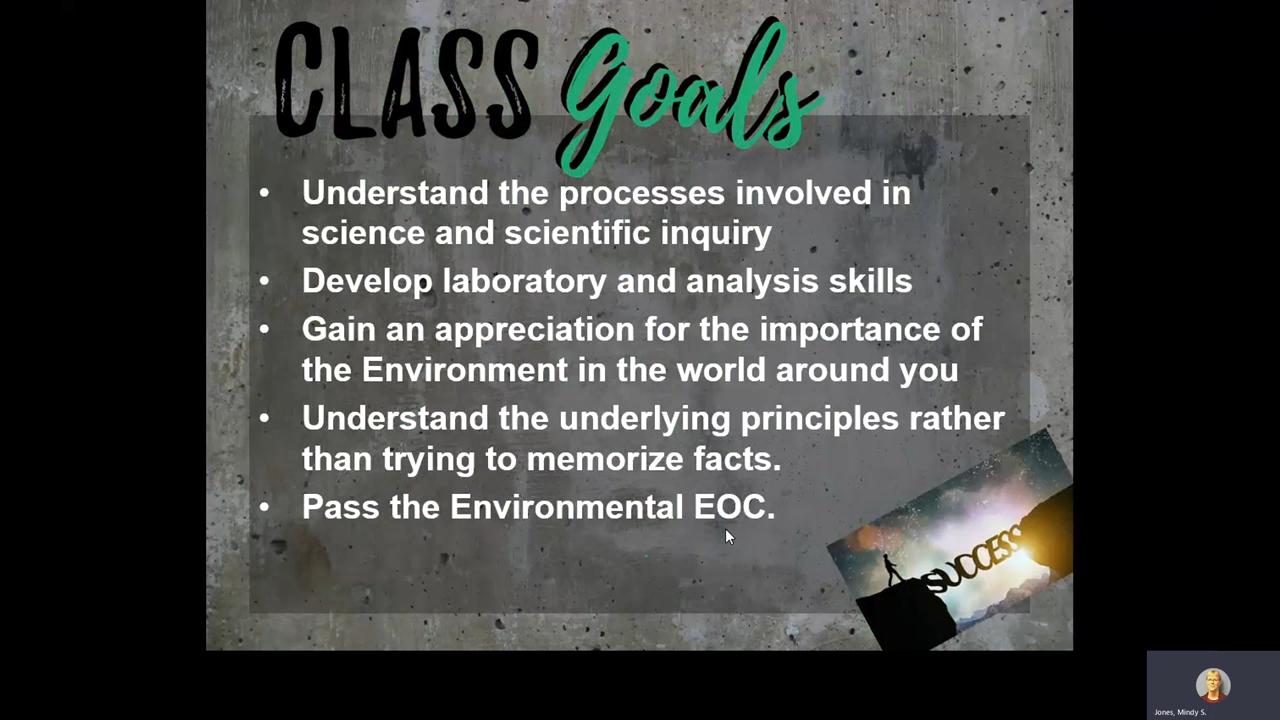 CLASS Goals
• Understand the processes involved in
science and scientific inquiry
• Develop laboratory and analysis skills
• Gain an appreciation for the importance of
the Environment in the world around you
• Understand the underlying principles rather
than trying to memorize facts.
• Pass the Environmental EOC.
SUCCESS
Jones, Mindy S.